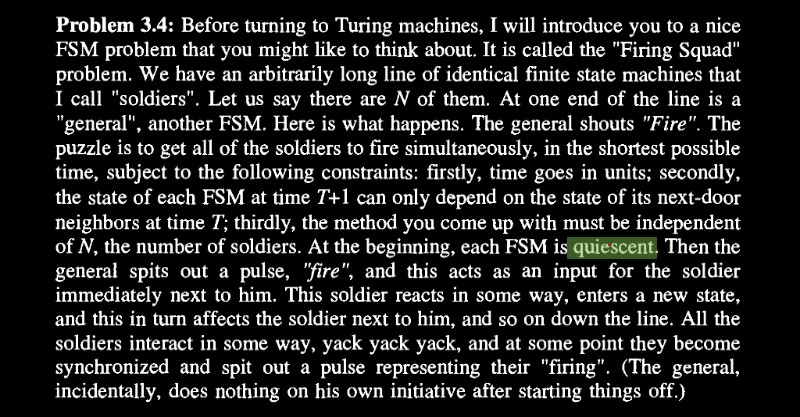 Problem 3.4: Before turning to Turing machines, I will introduce you to a nice
FSM problem that you might like to think about. It is called the "Firing Squad"
problem. We have an arbitrarily long line of identical finite state machines that
I call "soldiers". Let us say there are N of them. At one end of the line is a
"general", another FSM. Here is what happens. The general shouts "Fire". The
puzzle is to get all of the soldiers to fire simultaneously, in the shortest possible
time, subject to the following constraints: firstly, time goes in units; secondly,
the state of each FSM at time T+1 can only depend on the state of its next-door
neighbors at time T; thirdly, the method you come up with must be independent
of N, the number of soldiers. At the beginning, each FSM is quiescent. Then the
general spits out a pulse, "fire", and this acts as an input for the soldier
immediately next to him. This soldier reacts in some way, enters a new state,
and this in turn affects the soldier next to him, and so on down the line. All the
soldiers interact in some way, yack yack yack, and at some point they become
synchronized and spit out a pulse representing their "firing". (The general,
incidentally, does nothing on his own initiative after starting things off.)